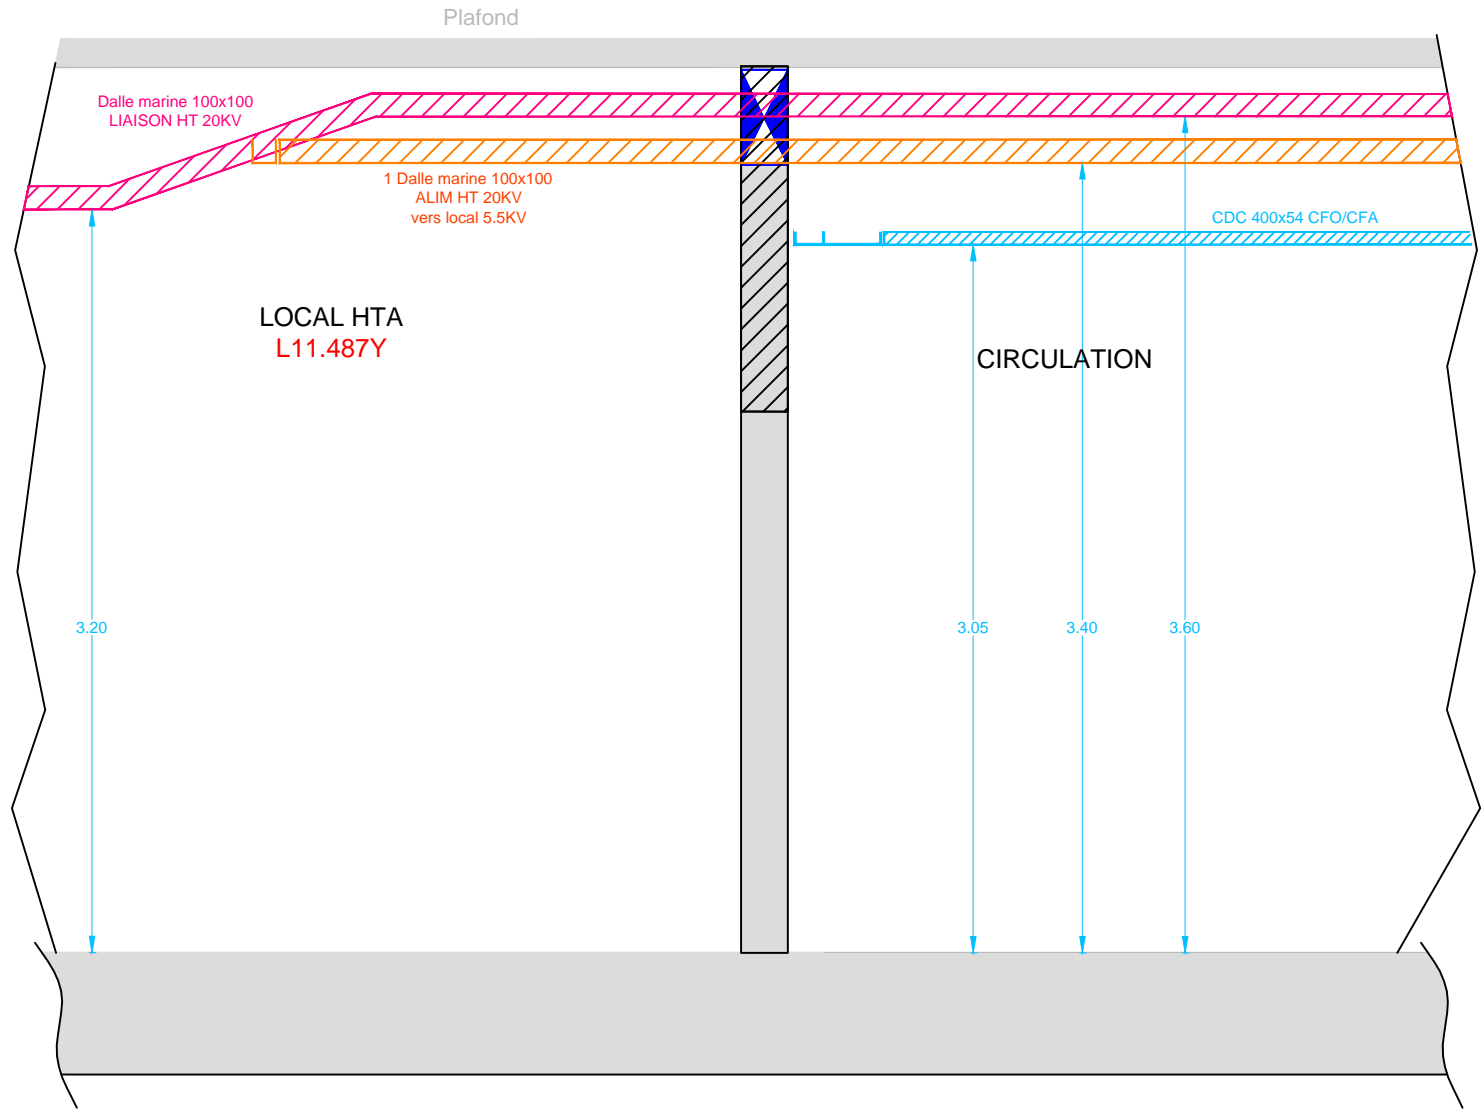 Plafond
Dalle marine 100x100
LIAISON HT 20KV
1 Dalle marine 100x100
ALIM HT 20KV
vers local 5.5KV
CDC 400x54 CFO/CFA
LOCAL HTA
L11.487Y
CIRCULATION
3.20
3.05
3.40
3.60